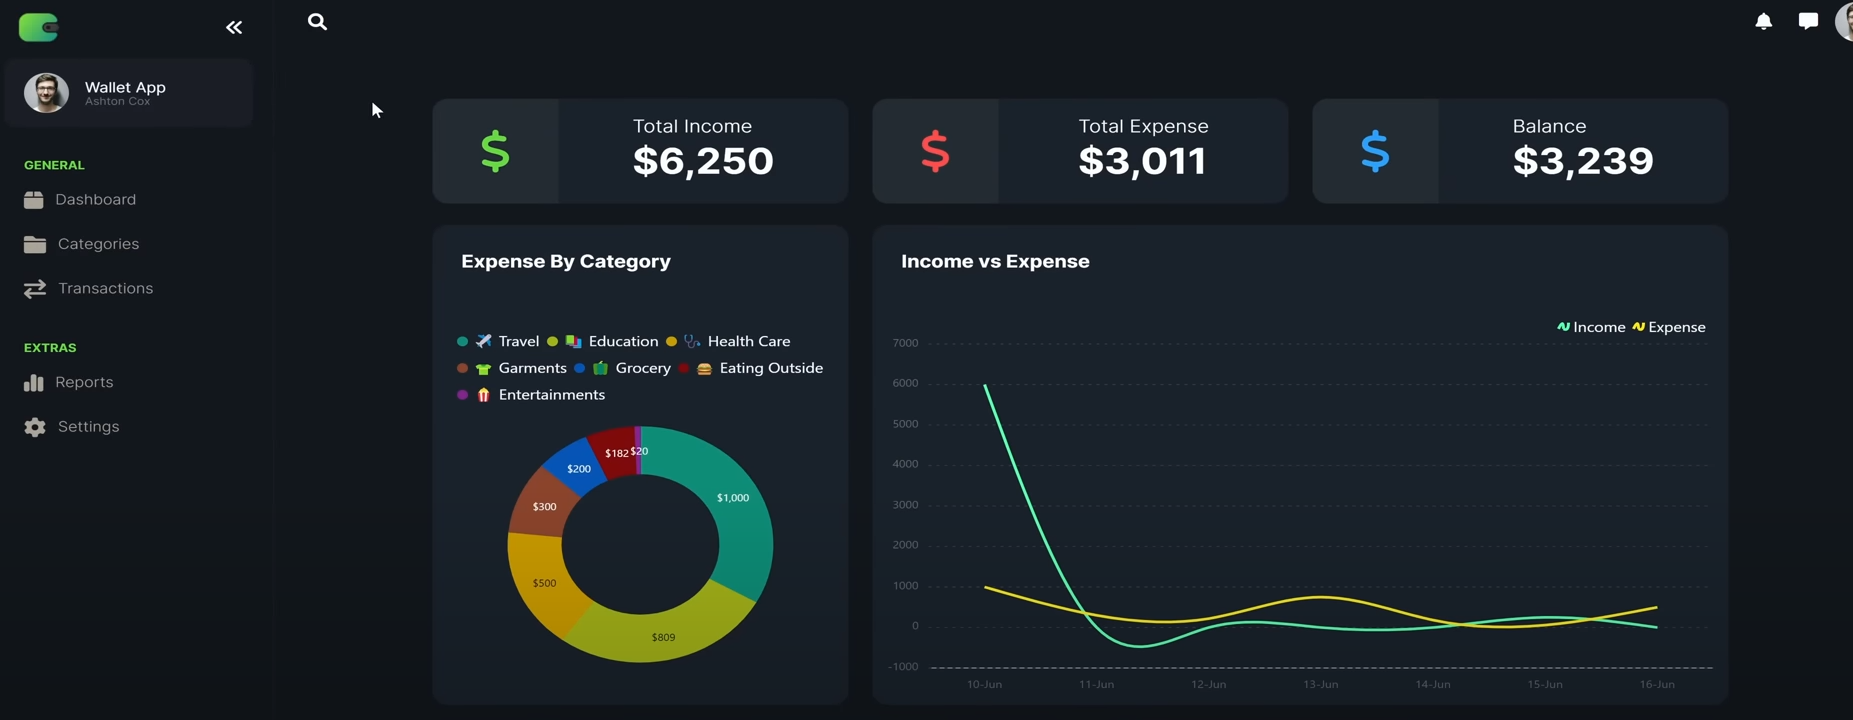 Wallet App
Ashton Cox
GENERAL
Dashboard
Categories
Transactions
EXTRAS
Reports
Settings
Total Income
$6,250
Total Expense
$3,011
Balance
$3,239
Expense By Category
Travel Education Health Care
Garments Grocery Eating Outside
Entertainments
$182 $20
$200
$1,000
$300
$500
$809
Income vs Expense
Income Expense
7000
6000
5000
4000
3000
2000
1000
0
-1000
10-Jun 11-Jun 12-Jun 13-Jun 14-Jun 15-Jun 16-Jun